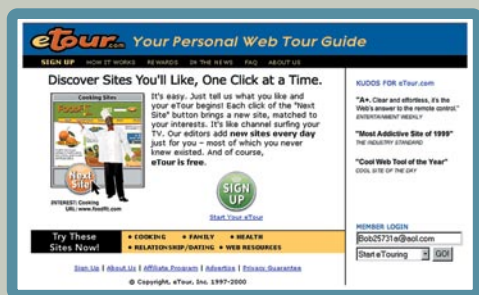 eTour.com Your Personal Web Tour Guide
SIGN UP HOW IT WORKS REWARDS IN THE NEWS FAQ ABOUT US
Discover Sites You'll Like, One Click at a Time.
Cooking Sites
Next Site
INTEREST: Cooking
URL: www.foodfit.com
It's easy. Just tell us what you like and
your eTour begins! Each click of the "Next
Site" button brings a new site, matched to
your interests. It's like channel surfing your
TV. Our editors add new sites every day
just for you – most of which you never
knew existed. And of course,
eTour is free.
SIGN
UP
Start Your eTour
Try These
Sites Now!
• COOKING • FAMILY • HEALTH
• RELATIONSHIP/DATING • WEB RESOURCES
Sign Up | About Us | Affiliate Program | Advertise | Privacy Guarantee
© Copyright, eTour, Inc. 1997-2000
KUDOS FOR eTour.com
"A+. Clear and effortless, it's the
Web's answer to the remote control."
ENTERTAINMENT WEEKLY
"Most Addictive Site of 1999"
THE INDUSTRY STANDARD
"Cool Web Tool of the Year"
COOL SITE OF THE DAY
MEMBER LOGIN
Bob25731a@aol.com
Start eTouring GO!